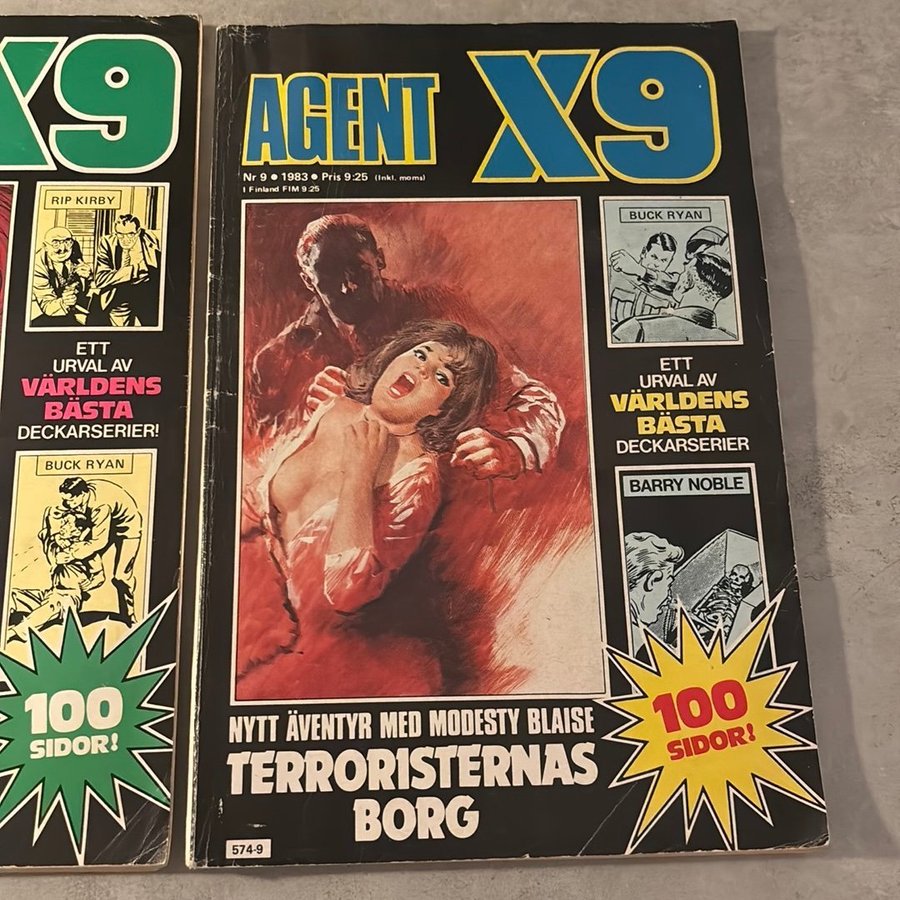 X9
RIP KIRBY
ETT
URVAL AV
VÄRLDENS
BÄSTA
DECKARSERIER!
BUCK RYAN
100
SIDOR!
AGENT X9
Nr 9 • 1983 • Pris 9:25 (Inkl. moms)
I Finland FIM 9:25
BUCK RYAN
ETT
URVAL AV
VÄRLDENS
BÄSTA
DECKARSERIER
BARRY NOBLE
100
SIDOR!
NYTT ÄVENTYR MED MODESTY BLAISE
TERRORISTERNAS
BORG
574-9